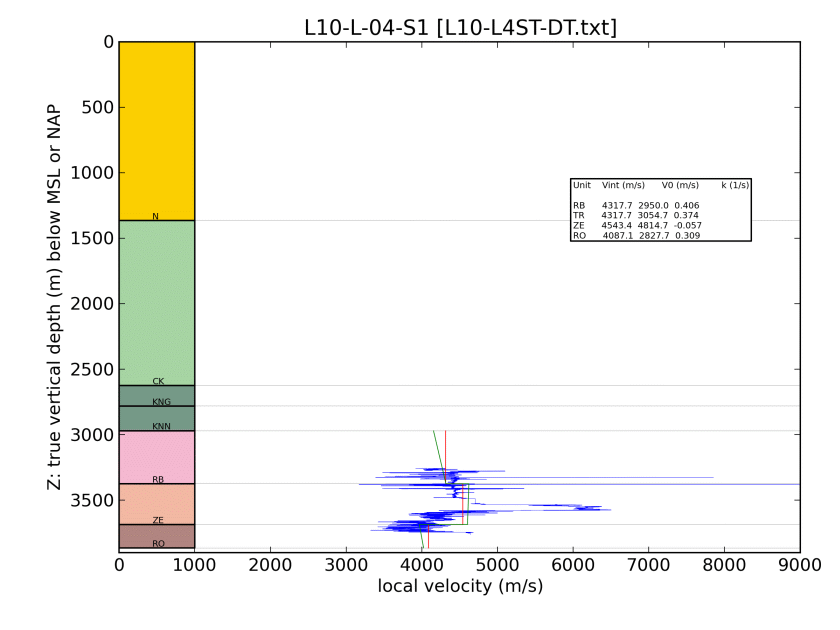 L10-L-04-S1 [L10-L4ST-DT.txt]
0
500
1000
1500
2000
2500
3000
3500
Z: true vertical depth (m) below MSL or NAP
N
CK
KNG
KNN
RB
ZE
RO
Unit Vint (m/s) V0 (m/s) k (1/s)
RB 4317.7 2950.0 0.406
TR 4317.7 3054.7 0.374
ZE 4543.4 4814.7 -0.057
RO 4087.1 2827.7 0.309
0 1000 2000 3000 4000 5000 6000 7000 8000 9000
local velocity (m/s)